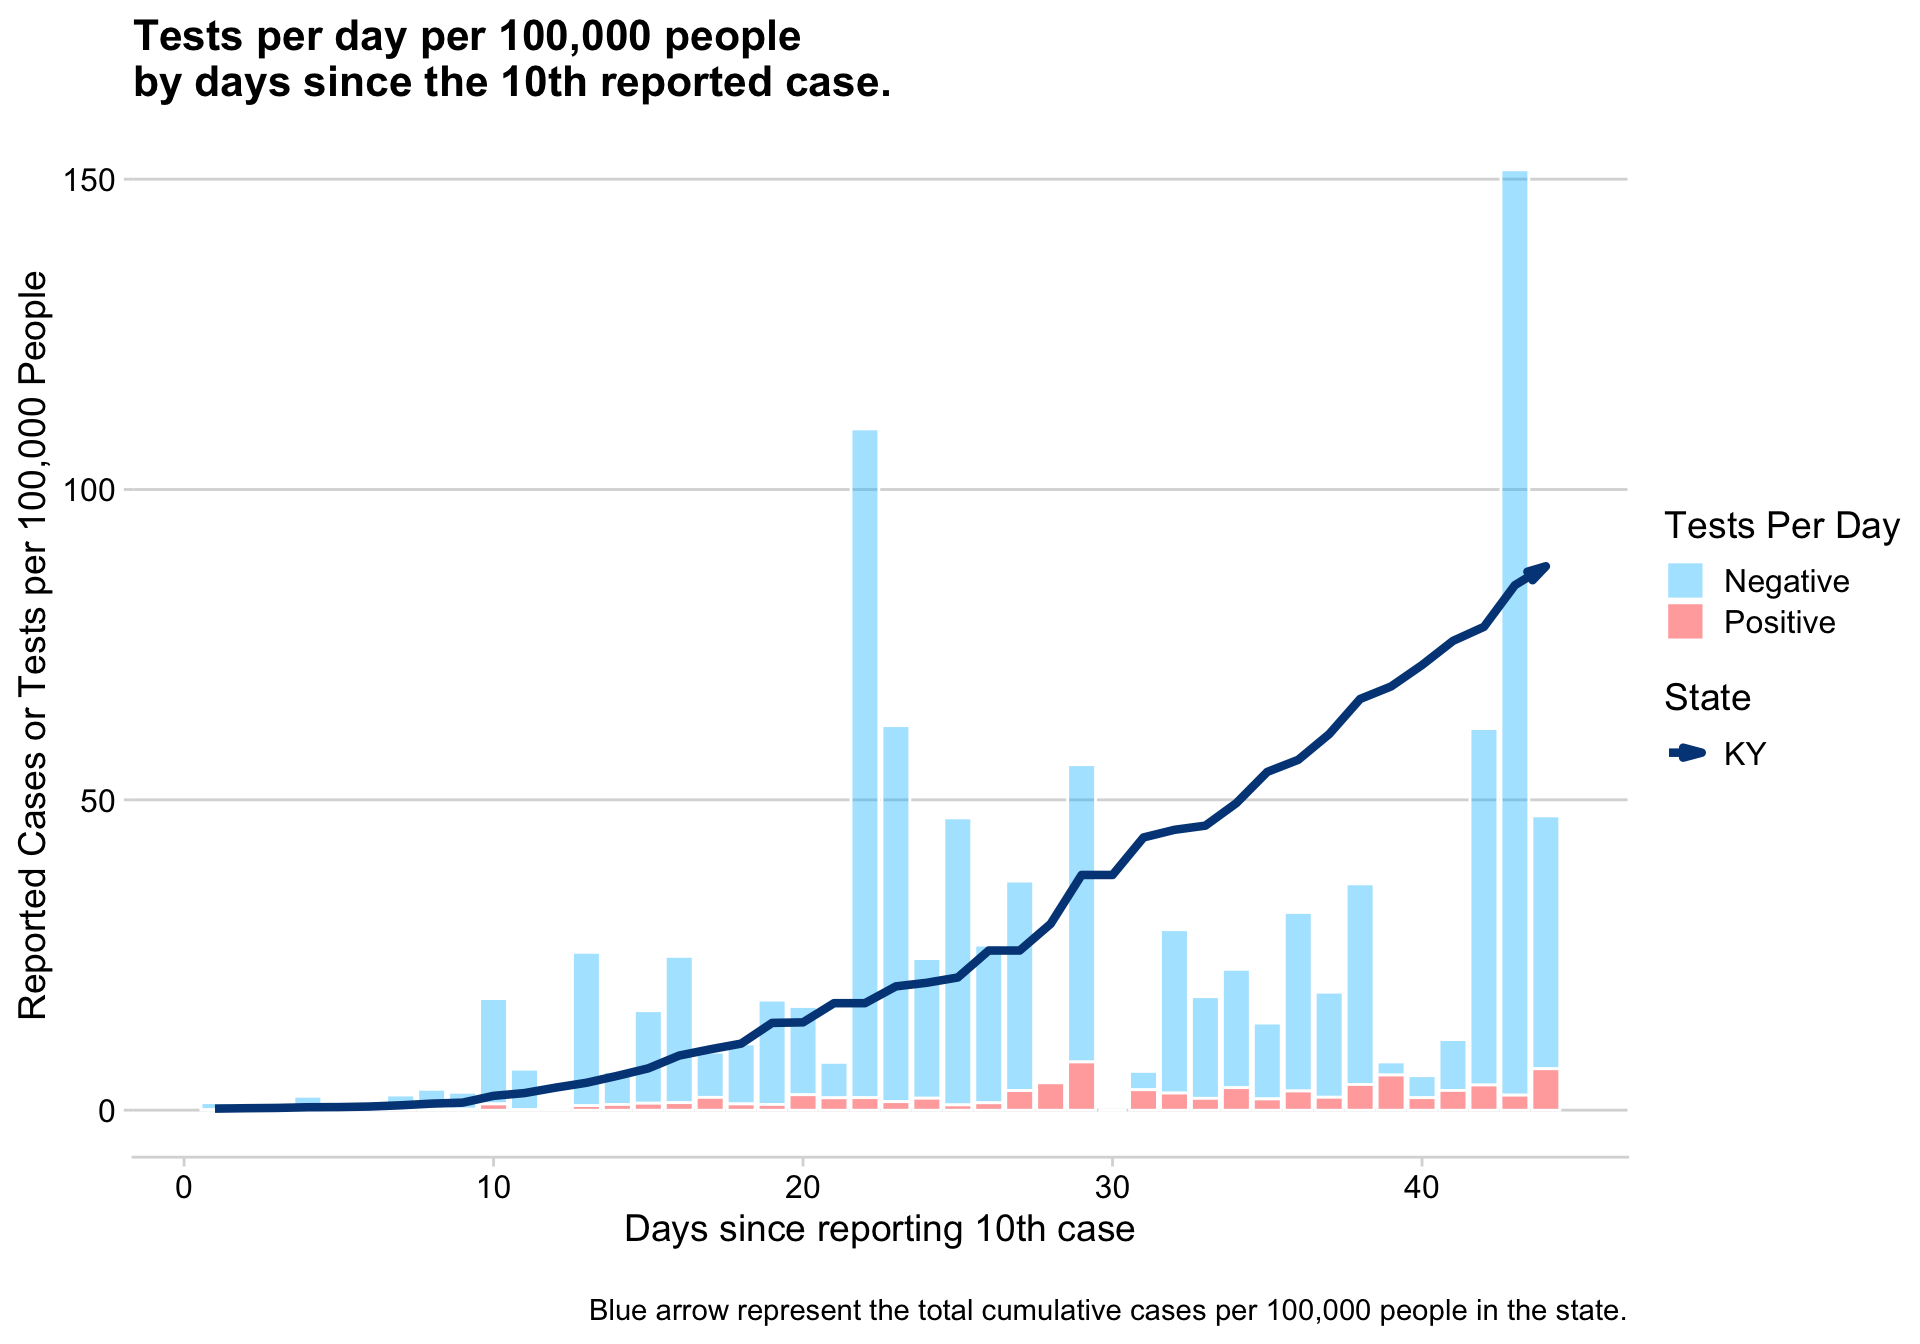 Tests per day per 100,000 people
by days since the 10th reported case.
Reported Cases or Tests per 100,000 People
150
100
50
0
0
10
20
30
40
Days since reporting 10th case
Tests Per Day
Negative
Positive
State
KY
Blue arrow represent the total cumulative cases per 100,000 people in the state.